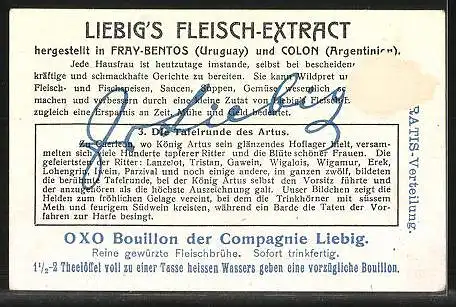 LIEBIG'S FLEISCH-EXTRACT
hergestellt in FRAY-BENTOS (Uruguay) und COLON (Argentinien).
Jede Hausfrau ist heutzutage imstande, selbst bei bescheiden
kräftige und schmackhafte Gerichte zu bereiten. Sie kann Wildpret un
Fleisch- und Fischspeisen, Saucen, Suppen, Gemüse wesen
und verbessern durch eine kleine Zutat von Liebig's Fleisch
zugleich eine Ersparnis an Zeit, Mühe und Geld bedeutet.
J v Liebig
3. Die Tafelrunde des Artus.
Zu Caerlean, wo König Artus sein glänzendes Hoflager hielt, versam-
melten sich viele Hunderte tapferer Ritter und die Blüte schöner Frauen. Die
gefeiertsten der Ritter: Lanzelot, Tristan, Gawein, Wigalois, Wigamur, Erek,
Lohengrin, Iwein, Parzival und noch einige andere, im ganzen zwölf, bildeten
die berühmte Tafelrunde, bei der König Artus selbst den Vorsitz führte und
der anzugehören als die höchste Auszeichnung galt. Unser Bildchen zeigt die
Helden zum fröhlichen Gelage vereint, bei dem die Trinkhörner mit süssem
Meth und feurigem Südwein kreisten, während ein Barde die Taten der Vor-
fahren zur Harfe besingt.
RATIS-Verteilung.
OXO Bouillon der Compagnie Liebig.
Reine gewürzte Fleischbrühe. Sofort trinkfertig.
1½-2 Theelöffel voll zu einer Tasse heissen Wassers geben eine vorzügliche Bouillon.